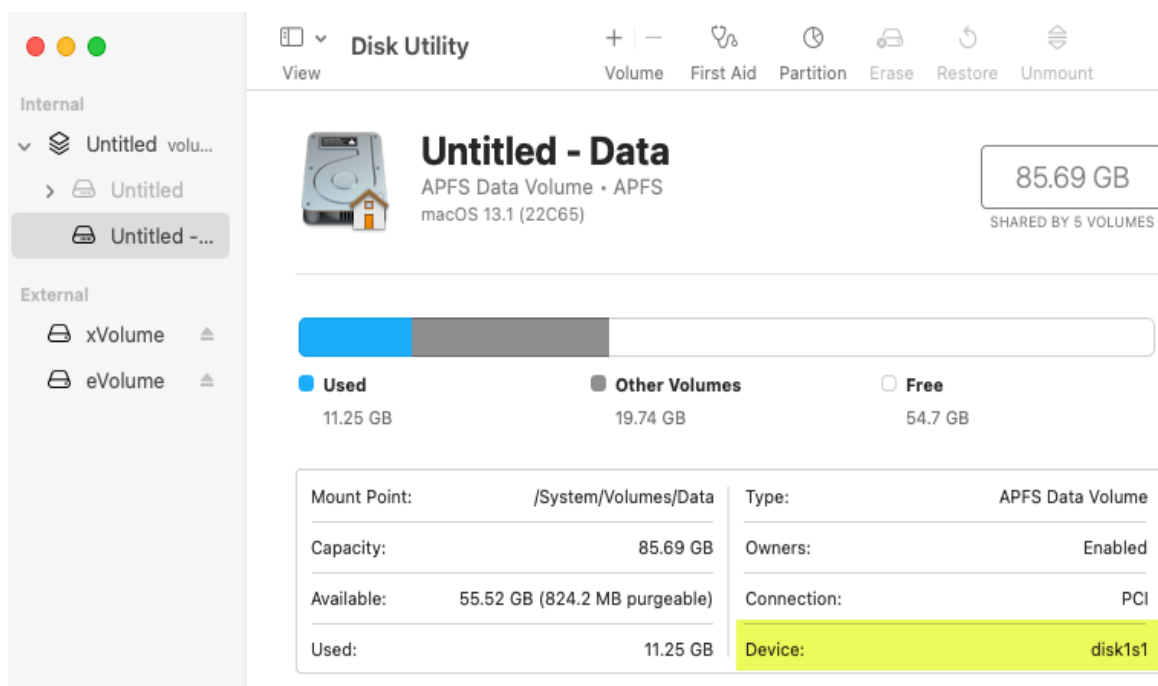 Disk Utility
View
Volume
First Aid
Partition
Erase
Restore
Unmount
Internal
Untitled volu...
Untitled
Untitled -...
External
xVolume
eVolume
Untitled - Data
APFS Data Volume • APFS
macOS 13.1 (22C65)
85.69 GB
SHARED BY 5 VOLUMES
Used
11.25 GB
Other Volumes
19.74 GB
Free
54.7 GB
Mount Point: /System/Volumes/Data
Capacity: 85.69 GB
Available: 55.52 GB (824.2 MB purgeable)
Used: 11.25 GB
Type: APFS Data Volume
Owners: Enabled
Connection: PCI
Device: disk1s1